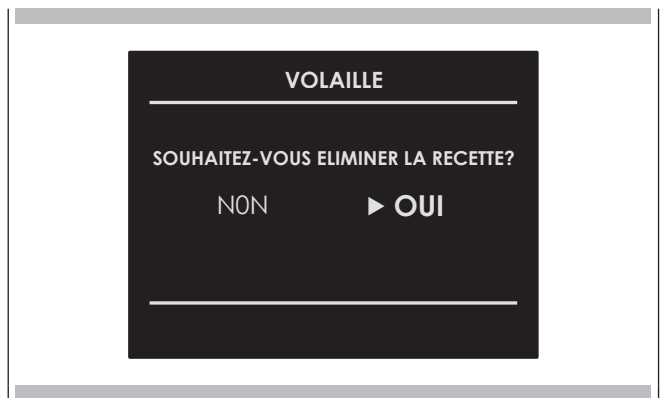 VOLAILLE
SOUHAITEZ-VOUS ELIMINER LA RECETTE?
N0N ▶ OUI